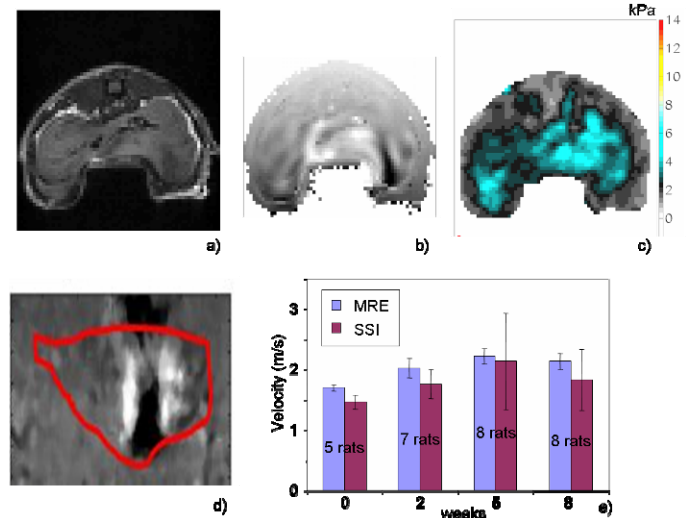 kPa
14
12
10
8
6
4
2
0
a)
b)
c)
d)
MRE
SSI
Velocity (m/s)
3
2
1
0
5 rats
7 rats
8 rats
8 rats
0 2 8
weeks
e)